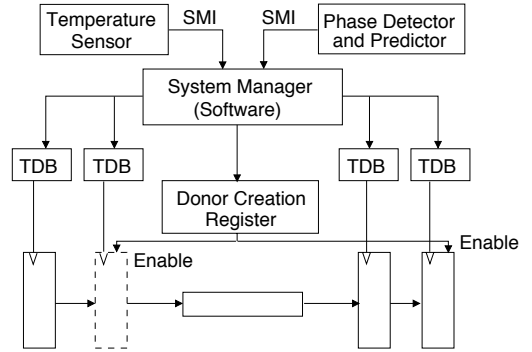 Temperature
Sensor
SMI
SMI
Phase Detector
and Predictor
System Manager
(Software)
TDB
TDB
TDB
TDB
Donor Creation
Register
Enable
Enable